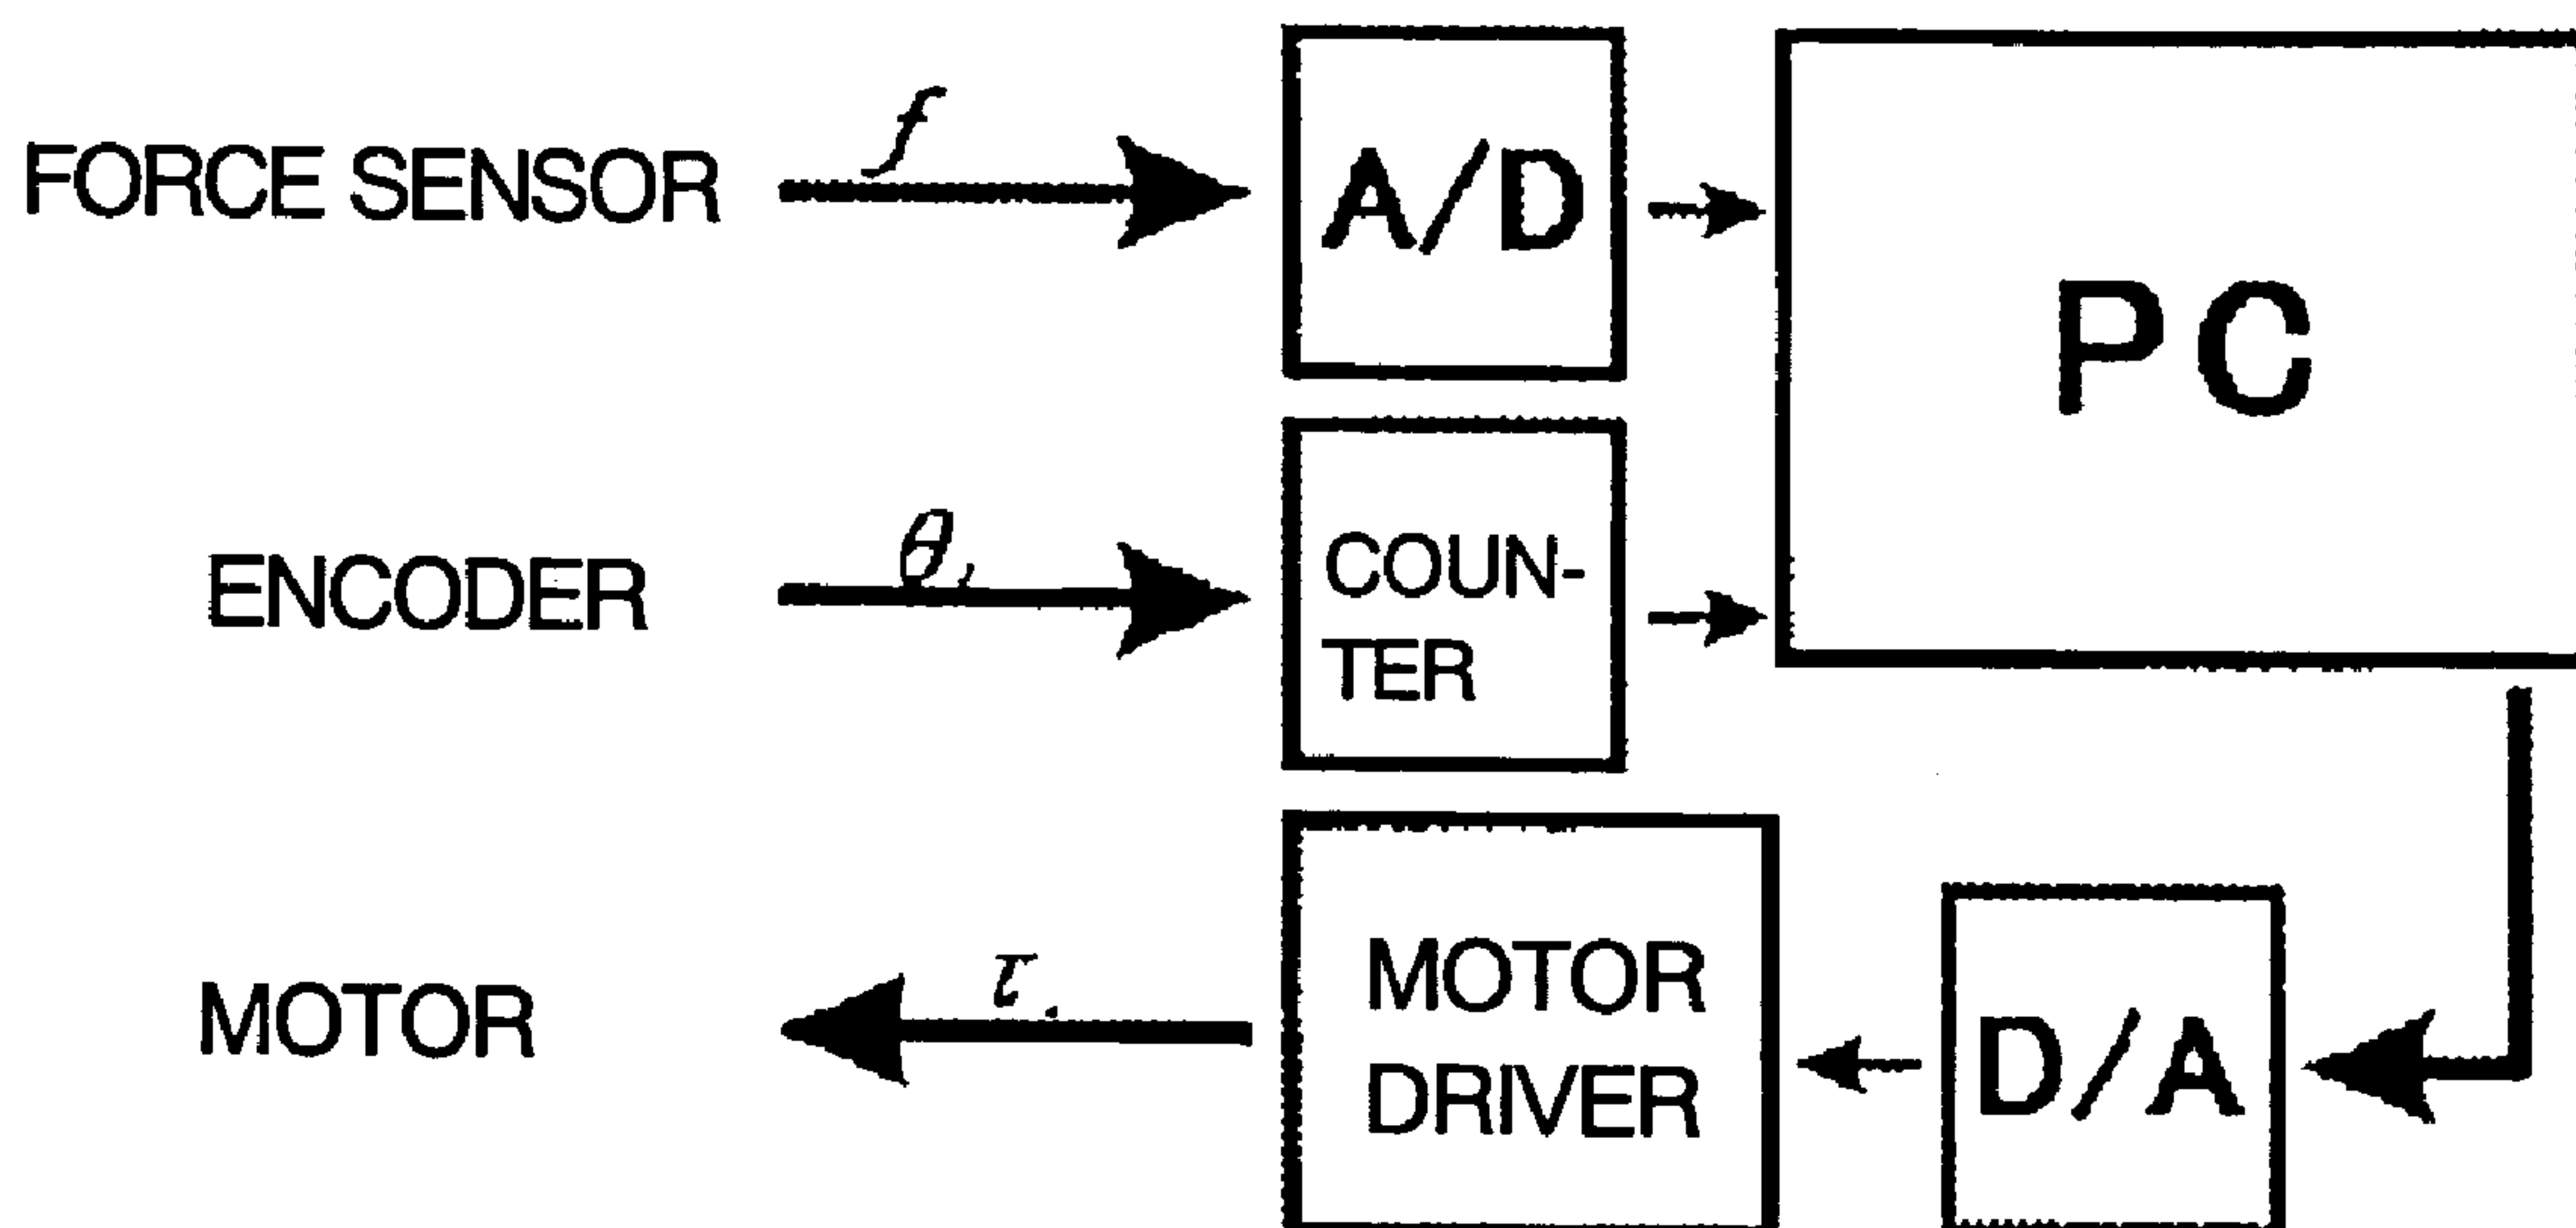 f
FORCE SENSOR
A/D
PC
θ
ENCODER
COUN-
TER
τ
MOTOR
MOTOR
DRIVER
D/A